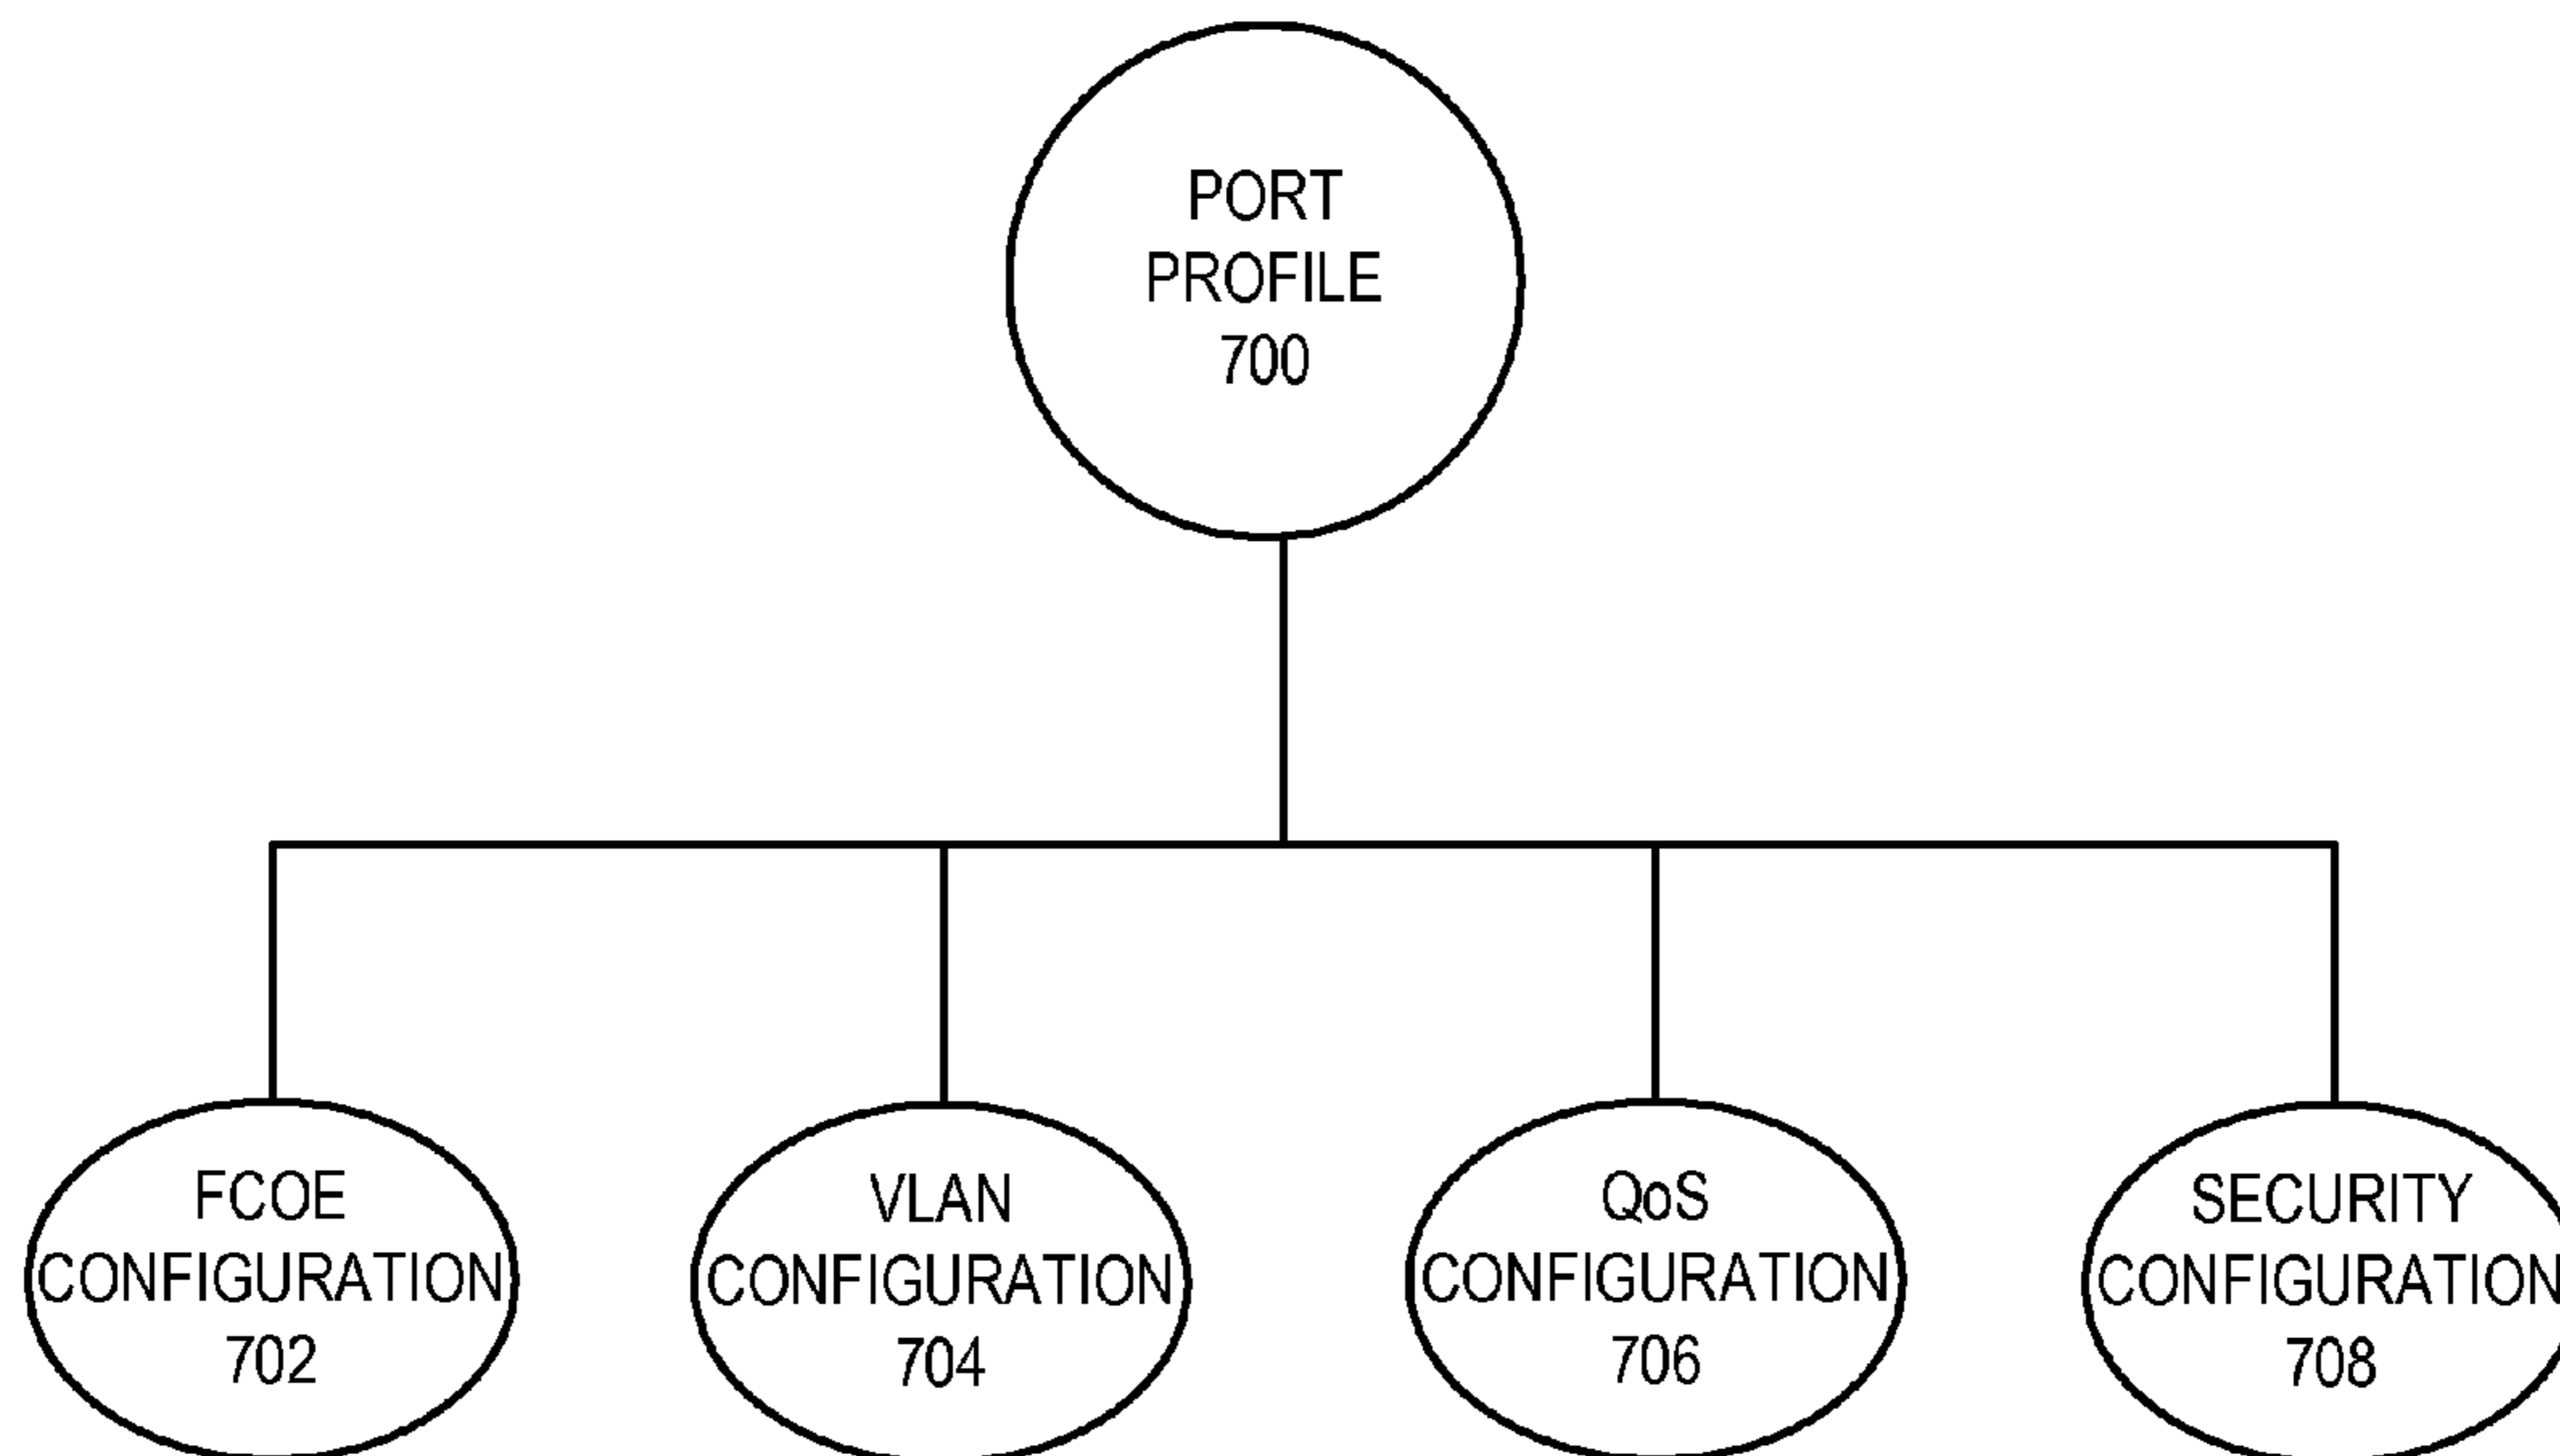 PORT
PROFILE
700
FCOE
CONFIGURATION
702
VLAN
CONFIGURATION
704
QoS
CONFIGURATION
706
SECURITY
CONFIGURATION
708